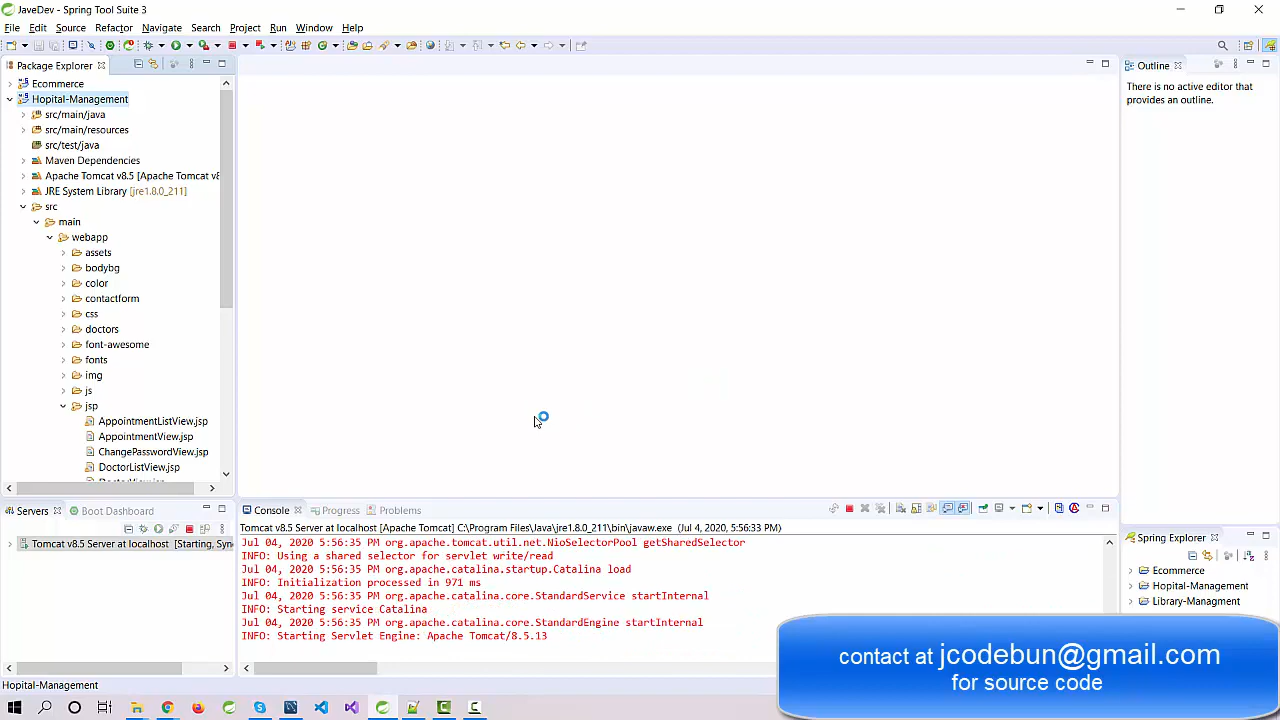 JaveDev - Spring Tool Suite 3
File Edit Source Refactor Navigate Search Project Run Window Help
Package Explorer
Ecommerce
Hopital-Management
src/main/java
src/main/resources
src/test/java
Maven Dependencies
Apache Tomcat v8.5 [Apache Tomcat v8
JRE System Library [jre1.8.0_211]
src
main
webapp
assets
bodybg
color
contactform
css
doctors
font-awesome
fonts
img
js
jsp
AppointmentListView.jsp
AppointmentView.jsp
ChangePasswordView.jsp
DoctorListView.jsp
Outline
There is no active editor that
provides an outline.
Servers Boot Dashboard
Tomcat v8.5 Server at localhost [Starting, Syn
Console Progress Problems
Tomcat v8.5 Server at localhost [Apache Tomcat] C:\Program Files\Java\jre1.8.0_211\bin\javaw.exe (Jul 4, 2020, 5:56:33 PM)
Jul 04, 2020 5:56:35 PM org.apache.tomcat.util.net.NioSelectorPool getSharedSelector
INFO: Using a shared selector for servlet write/read
Jul 04, 2020 5:56:35 PM org.apache.catalina.startup.Catalina load
INFO: Initialization processed in 971 ms
Jul 04, 2020 5:56:35 PM org.apache.catalina.core.StandardService startInternal
INFO: Starting service Catalina
Jul 04, 2020 5:56:35 PM org.apache.catalina.core.StandardEngine startInternal
INFO: Starting Servlet Engine: Apache Tomcat/8.5.13
Spring Explorer
Ecommerce
Hopital-Management
Library-Managment
contact at jcodebun@gmail.com
for source code
Hopital-Management